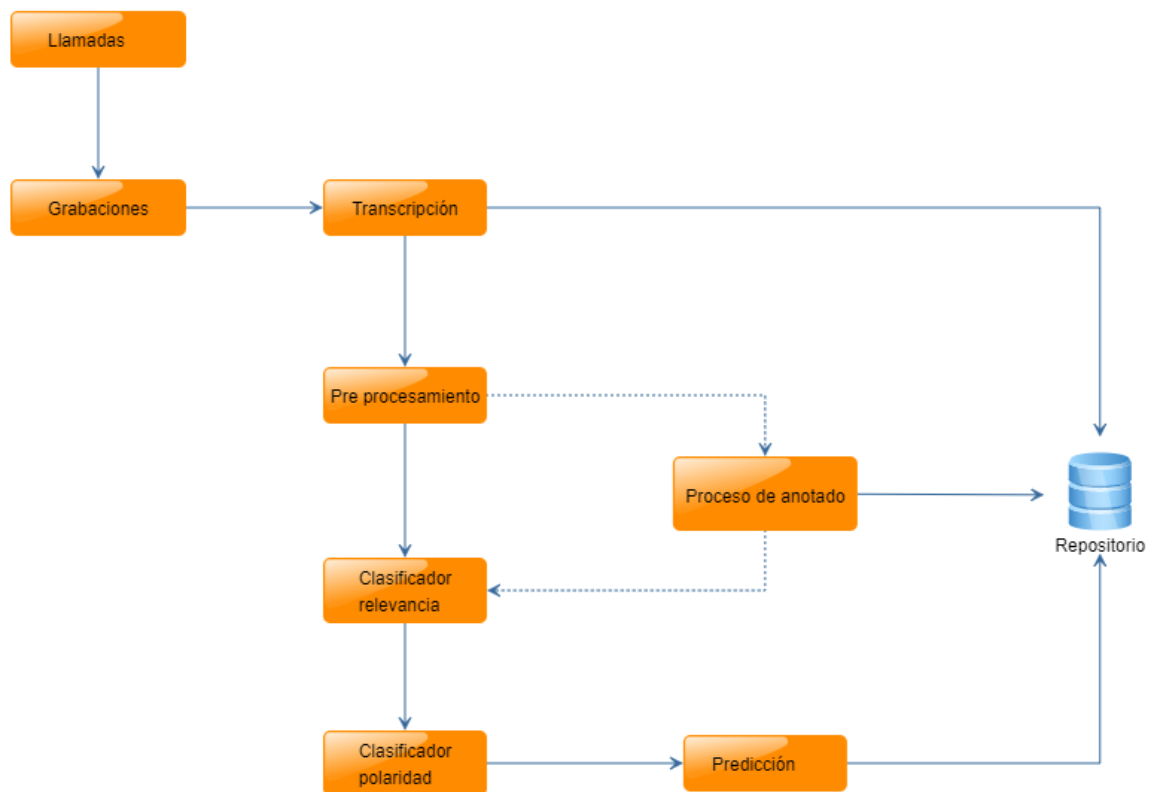 Llamadas
Grabaciones
Transcripción
Pre procesamiento
Proceso de anotado
Repositorio
Clasificador
relevancia
Clasificador
polaridad
Predicción